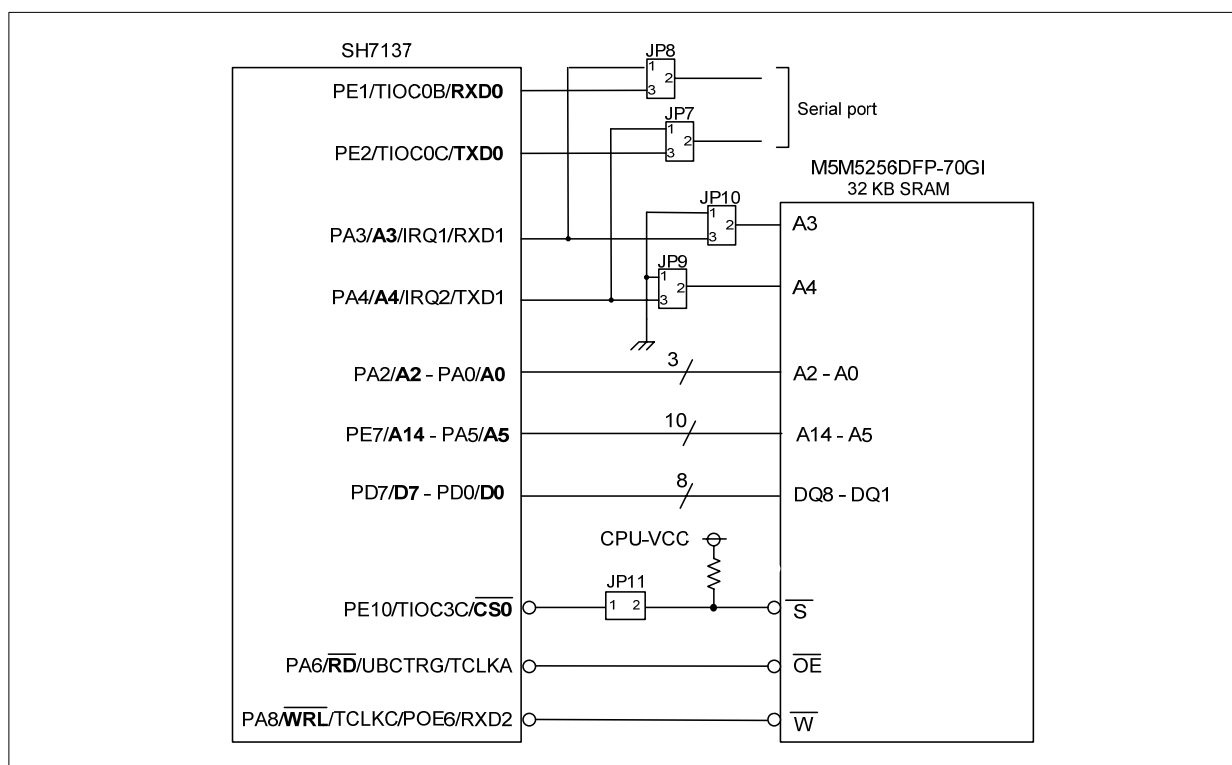 SH7137
JP8
1
2
3
PE1/TIOC0B/RXD0
Serial port
JP7
1
2
3
PE2/TIOC0C/TXD0
M5M5256DFP-70GI
32 KB SRAM
JP10
1
2
3
A3
PA3/A3/IRQ1/RXD1
JP9
1
2
3
A4
PA4/A4/IRQ2/TXD1
3
PA2/A2 - PA0/A0
A2 - A0
10
PE7/A14 - PA5/A5
A14 - A5
8
PD7/D7 - PD0/D0
DQ8 - DQ1
CPU-VCC
JP11
1 2
PE10/TIOC3C/CS0
S
PA6/RD/UBCTRG/TCLKA
OE
PA8/WRL/TCLKC/POE6/RXD2
W